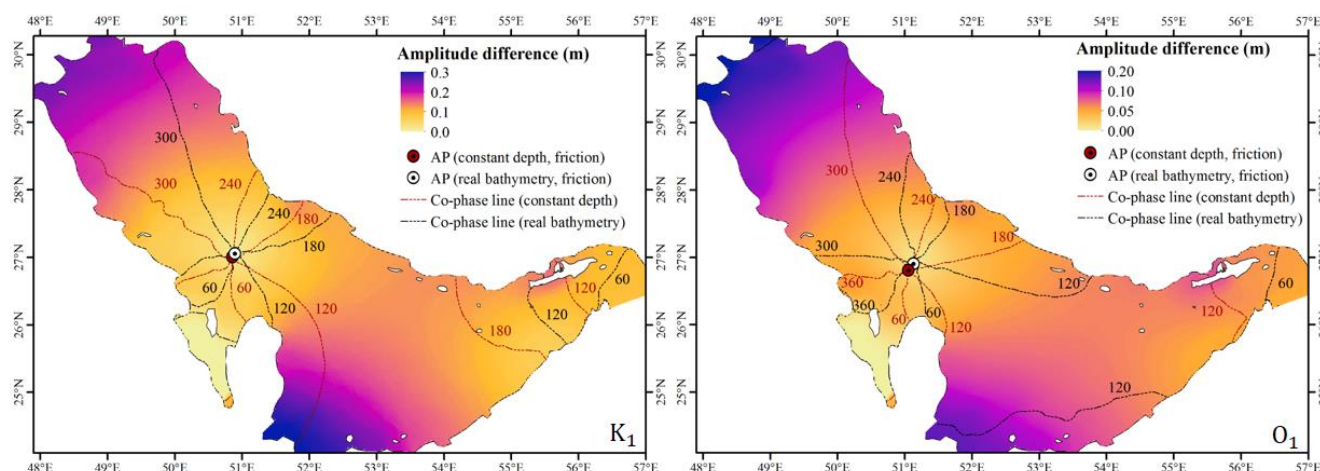 48°E 49°E 50°E 51°E 52°E 53°E 54°E 55°E 56°E 57°E
30°N
29°N
28°N
27°N
26°N
25°N
Amplitude difference (m)
0.3
0.2
0.1
0.0
AP (constant depth, friction)
AP (real bathymetry, friction)
Co-phase line (constant depth)
Co-phase line (real bathymetry)
300
240
300
240
180
180
60
60
120
120
180
120
120
60
K₁
48°E 49°E 50°E 51°E 52°E 53°E 54°E 55°E 56°E 57°E
48°E 49°E 50°E 51°E 52°E 53°E 54°E 55°E 56°E 57°E
30°N
29°N
28°N
27°N
26°N
25°N
Amplitude difference (m)
0.20
0.10
0.05
0.00
AP (constant depth, friction)
AP (real bathymetry, friction)
Co-phase line (constant depth)
Co-phase line (real bathymetry)
300
240
240
180
180
300
360
360
60
60
120
120
120
60
120
O₁
48°E 49°E 50°E 51°E 52°E 53°E 54°E 55°E 56°E 57°E